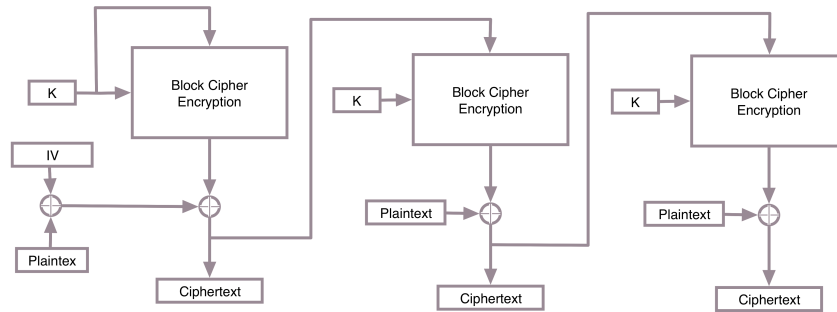 Block Cipher
Encryption
K
IV
Plaintex
Ciphertext
Block Cipher
Encryption
K
Plaintext
Ciphertext
Block Cipher
Encryption
K
Plaintext
Ciphertext